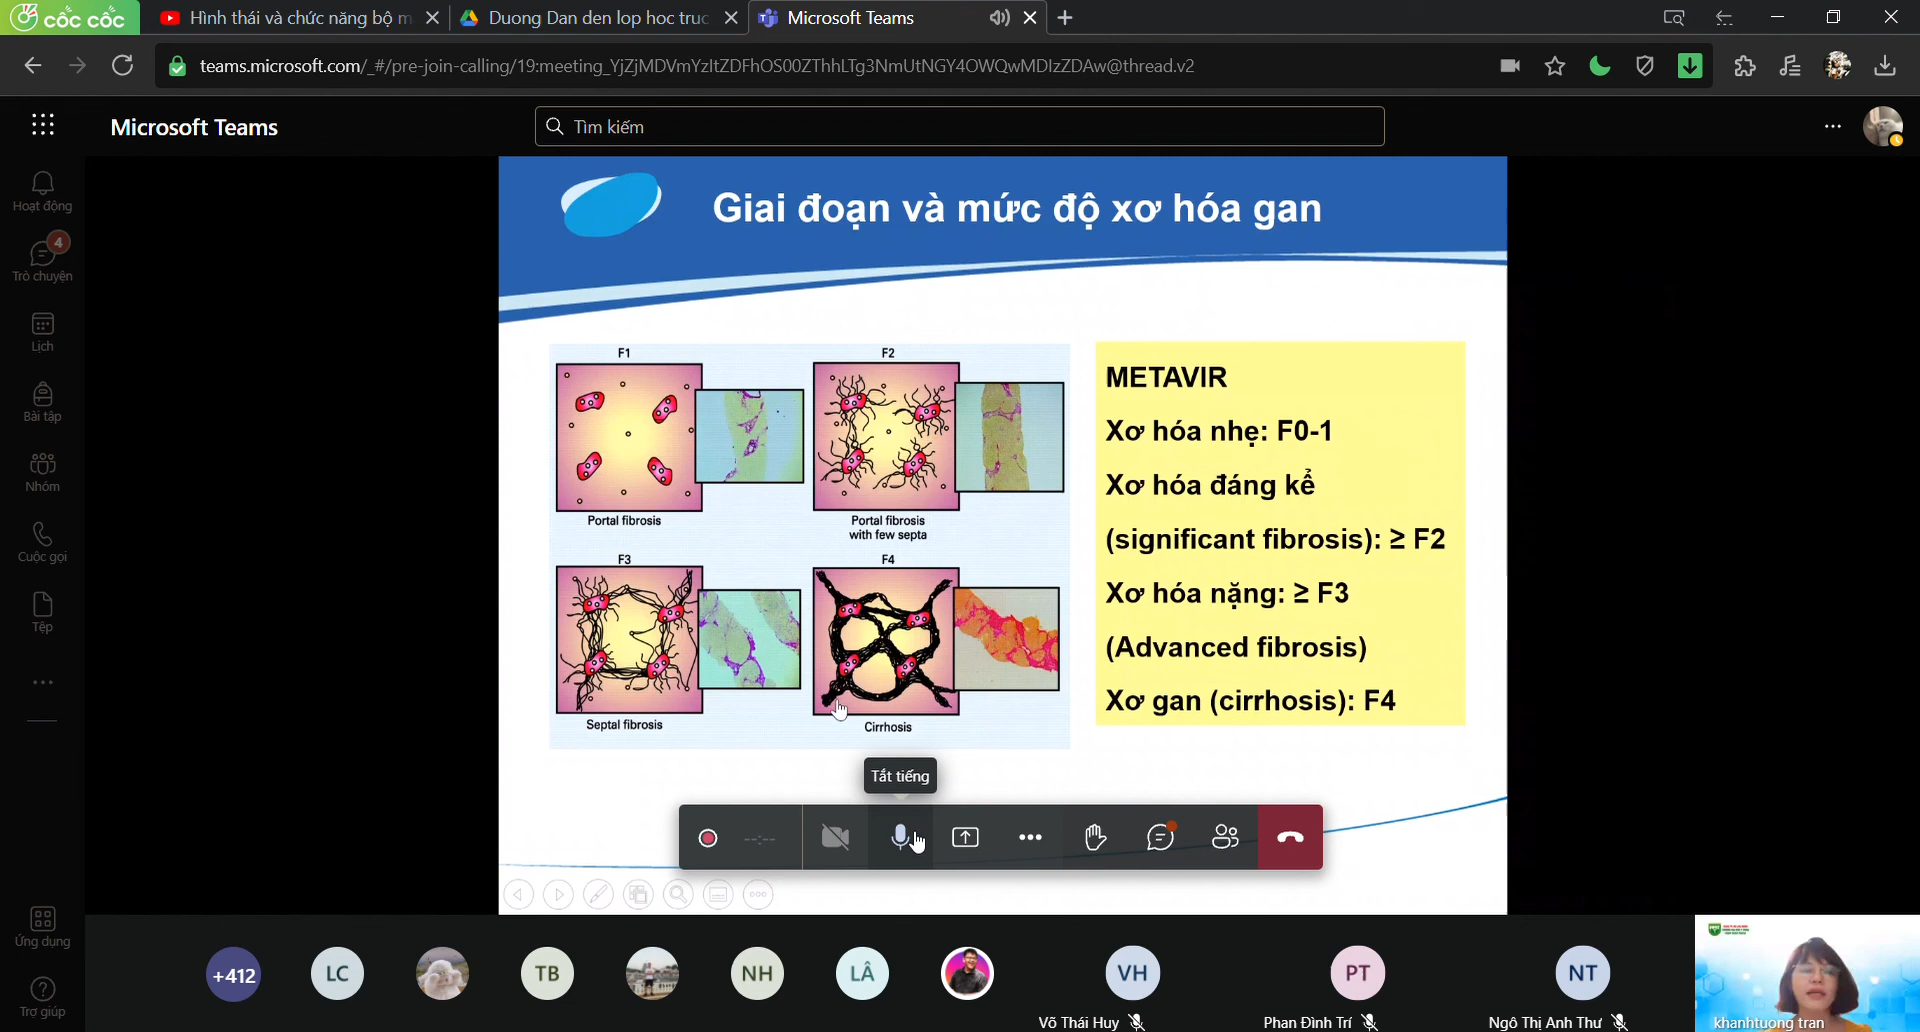 cốc cốc
Hình thái và chức năng bộ m
Duong Dan den lop hoc truc
Microsoft Teams
teams.microsoft.com/_#/pre-join-calling/19:meeting_YjZjMDVmYzItZDFhOS00ZThhLTg3NmUtNGY4OWQwMDIzZDAw@thread.v2
Microsoft Teams
Tìm kiếm
Hoạt động
4
Trò chuyện
Lịch
Bài tập
Nhóm
Cuộc gọi
Tệp
Ứng dụng
Trợ giúp
Giai đoạn và mức độ xơ hóa gan
F1
F2
Portal fibrosis
Portal fibrosis
with few septa
F3
F4
Septal fibrosis
Cirrhosis
METAVIR
Xơ hóa nhẹ: F0-1
Xơ hóa đáng kể
(significant fibrosis): ≥ F2
Xơ hóa nặng: ≥ F3
(Advanced fibrosis)
Xơ gan (cirrhosis): F4
Tắt tiếng
--:--
+412
LC
TB
NH
LÂ
VH
PT
NT
Võ Thái Huy
Phan Đình Trí
Ngô Thị Anh Thư
khanhtuong tran